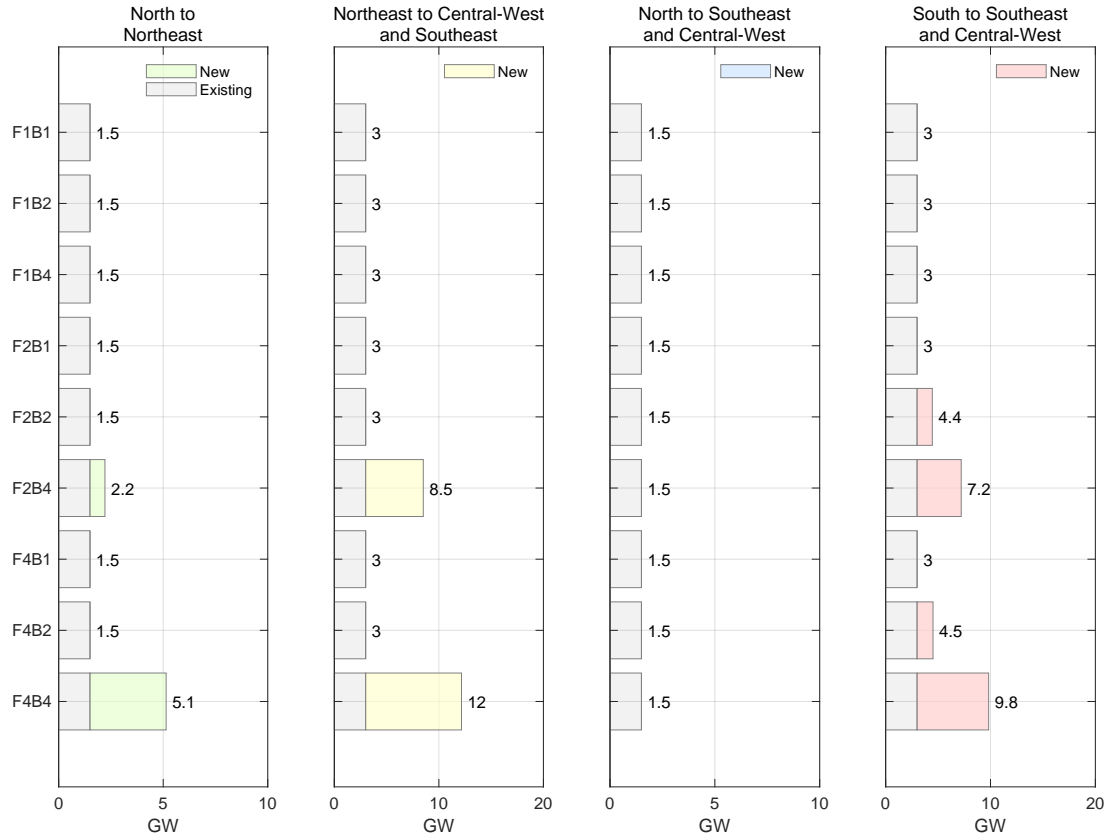 North to
Northeast
Northeast to Central-West
and Southeast
North to Southeast
and Central-West
South to Southeast
and Central-West
New
Existing
New
New
New
F1B1 1.5 3 1.5 3
F1B2 1.5 3 1.5 3
F1B4 1.5 3 1.5 3
F2B1 1.5 3 1.5 3
F2B2 1.5 3 1.5 4.4
F2B4 2.2 8.5 1.5 7.2
F4B1 1.5 3 1.5 3
F4B2 1.5 3 1.5 4.5
F4B4 5.1 12 1.5 9.8
0 5 10 0 10 20 0 5 10 0 10 20
GW GW GW GW